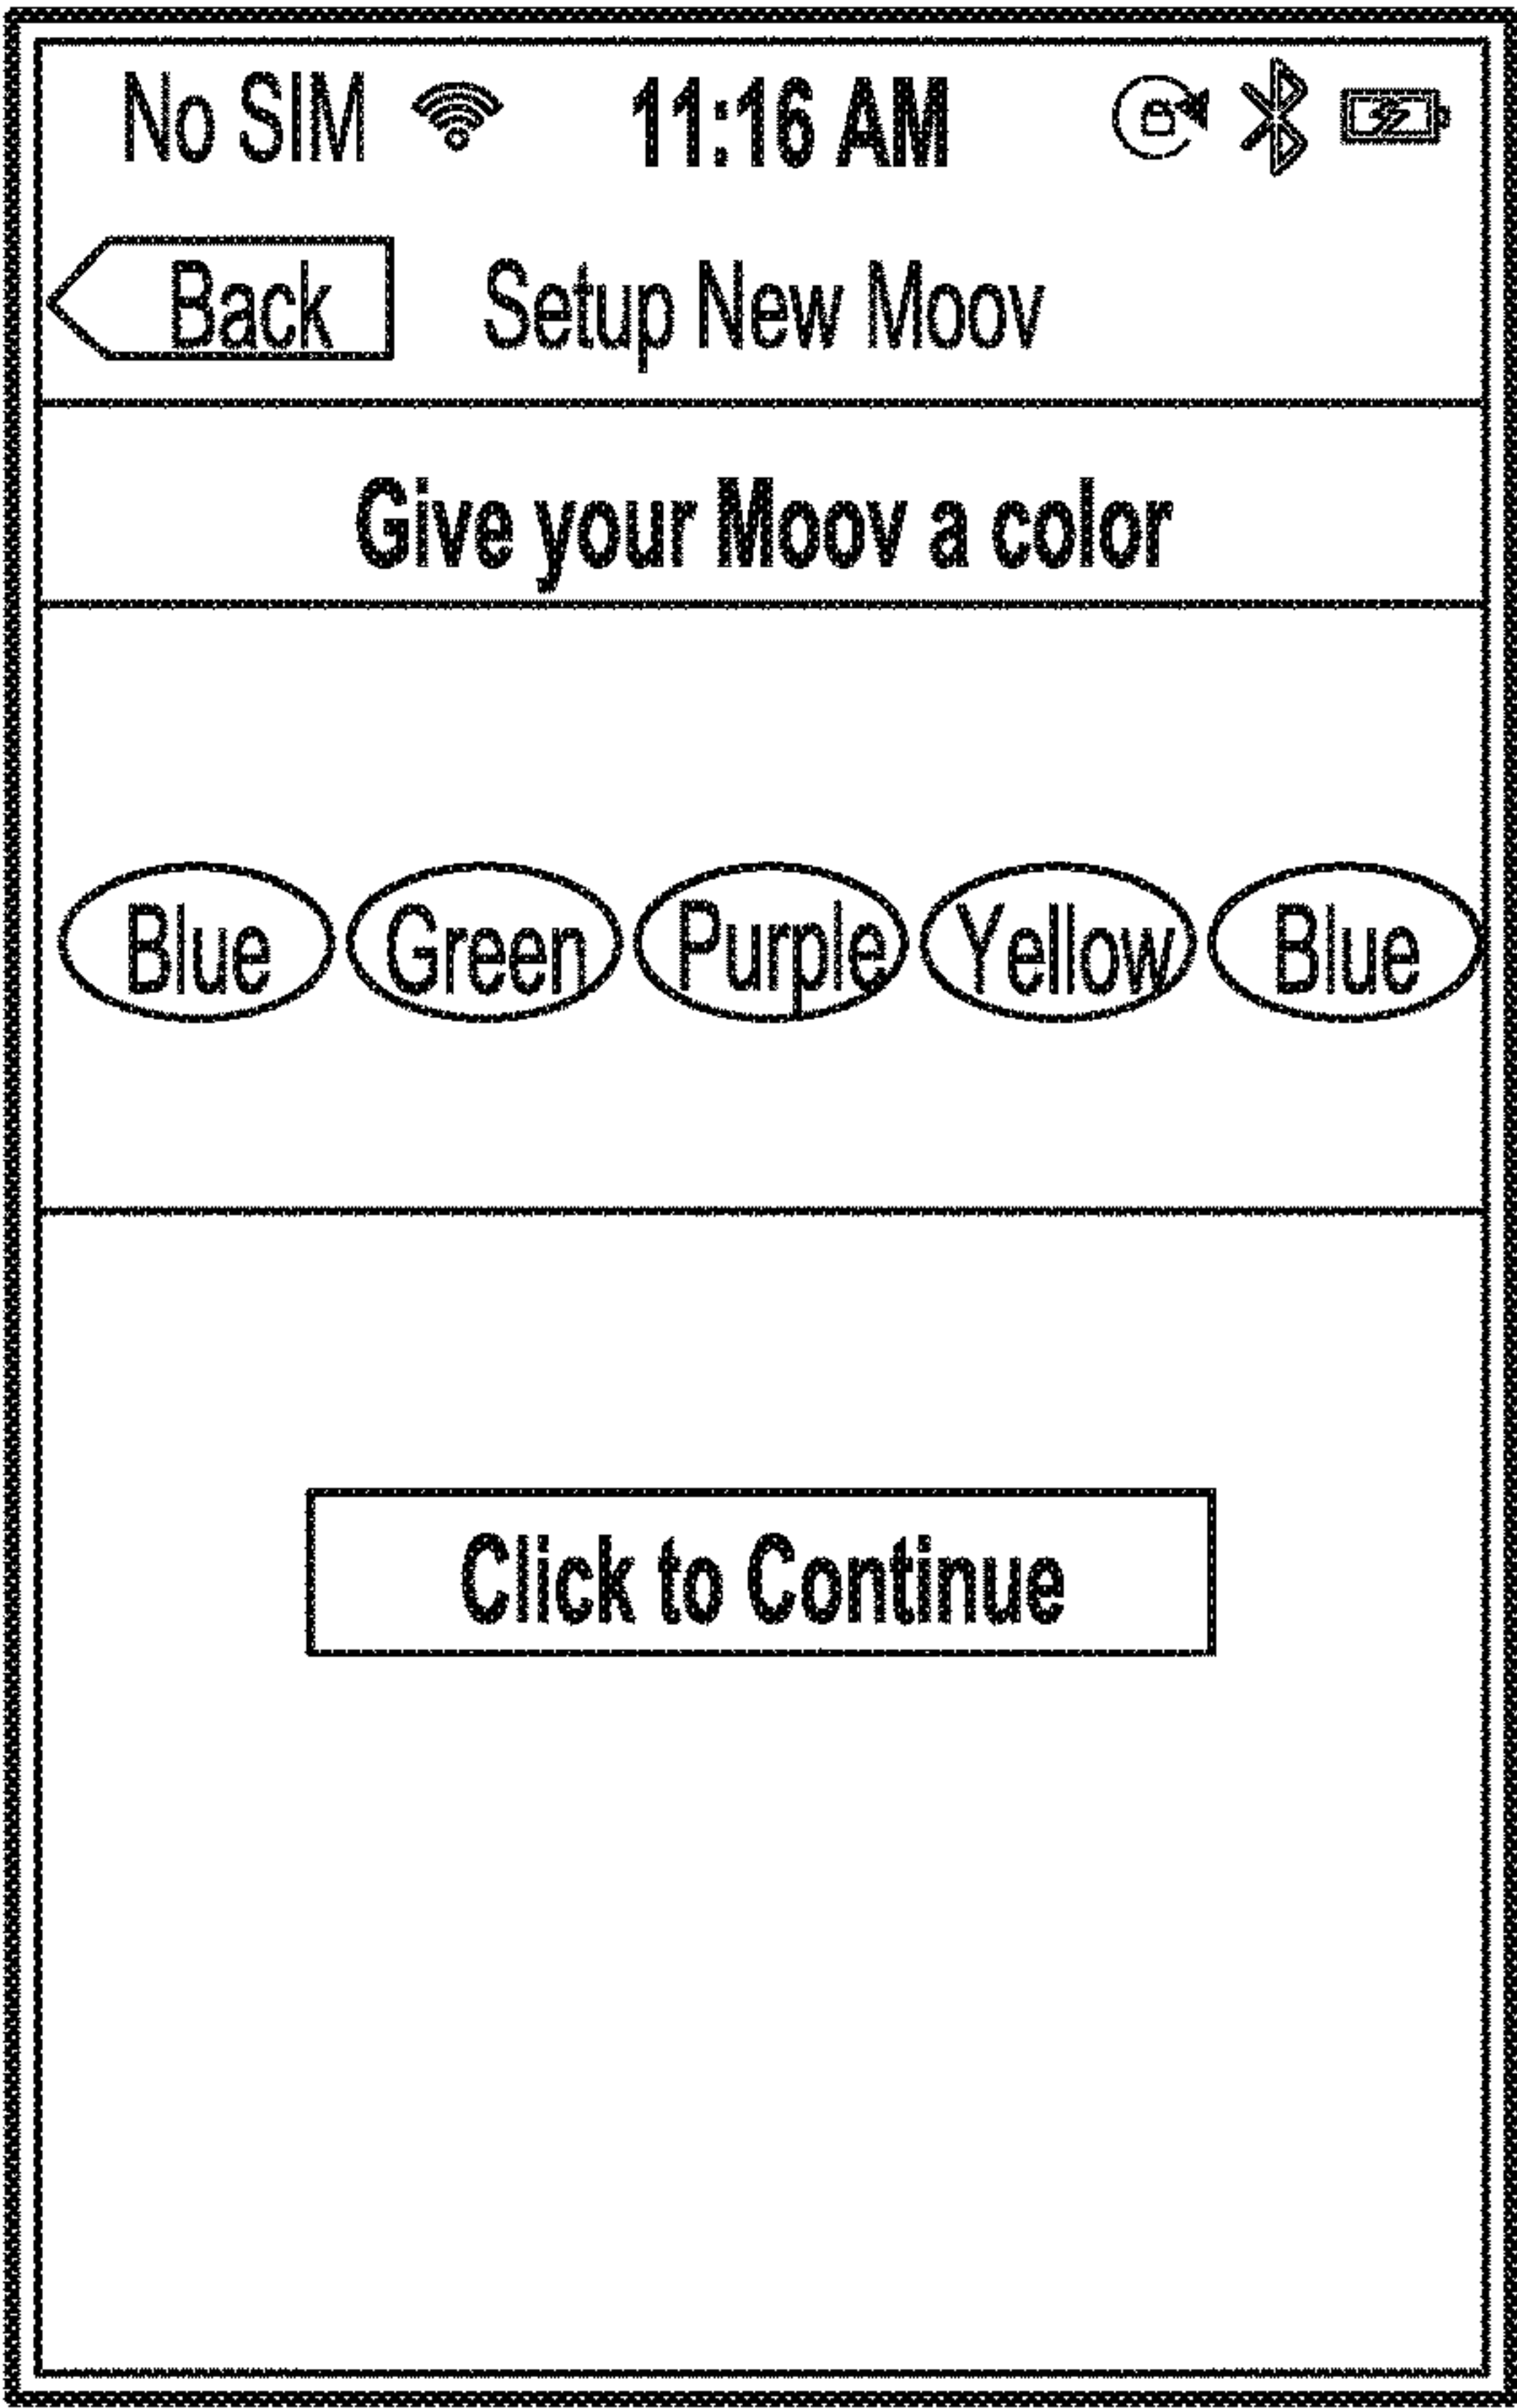 No SIM 11:16 AM
Back Setup New Moov
Give your Moov a color
Blue Green Purple Yellow Blue
Click to Continue